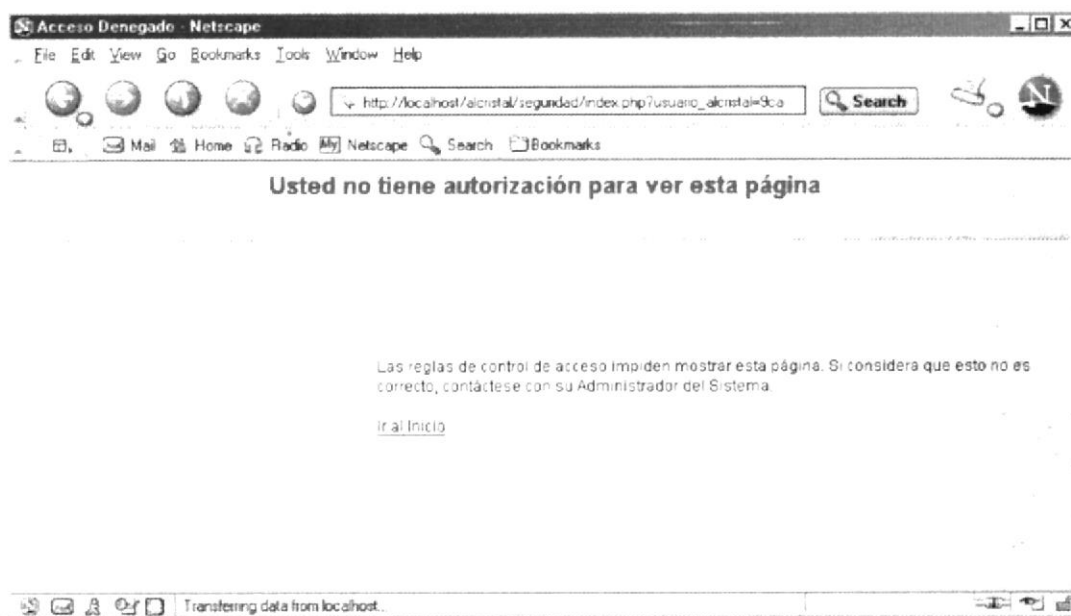 Acceso Denegado - Netscape
File Edit View Go Bookmarks Tools Window Help
http://localhost/alcristal/seguridad/index.php?usuario_alcristal=9ca Search
Mail Home Radio My Netscape Search Bookmarks
Usted no tiene autorización para ver esta página
Las reglas de control de acceso impiden mostrar esta página. Si considera que esto no es
correcto, contáctese con su Administrador del Sistema.
Ir al Inicio
Transferring data from localhost...